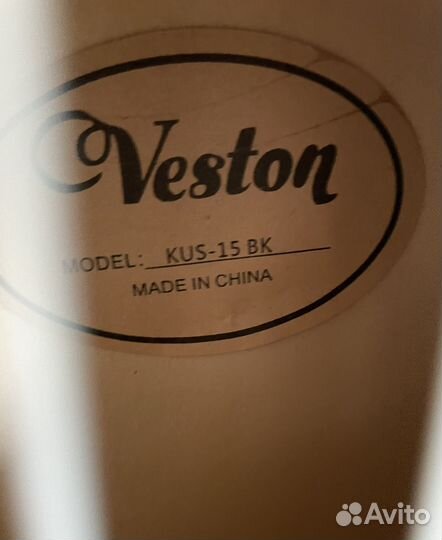 Veston
MODEL: KUS-15 BK
MADE IN CHINA
Avito